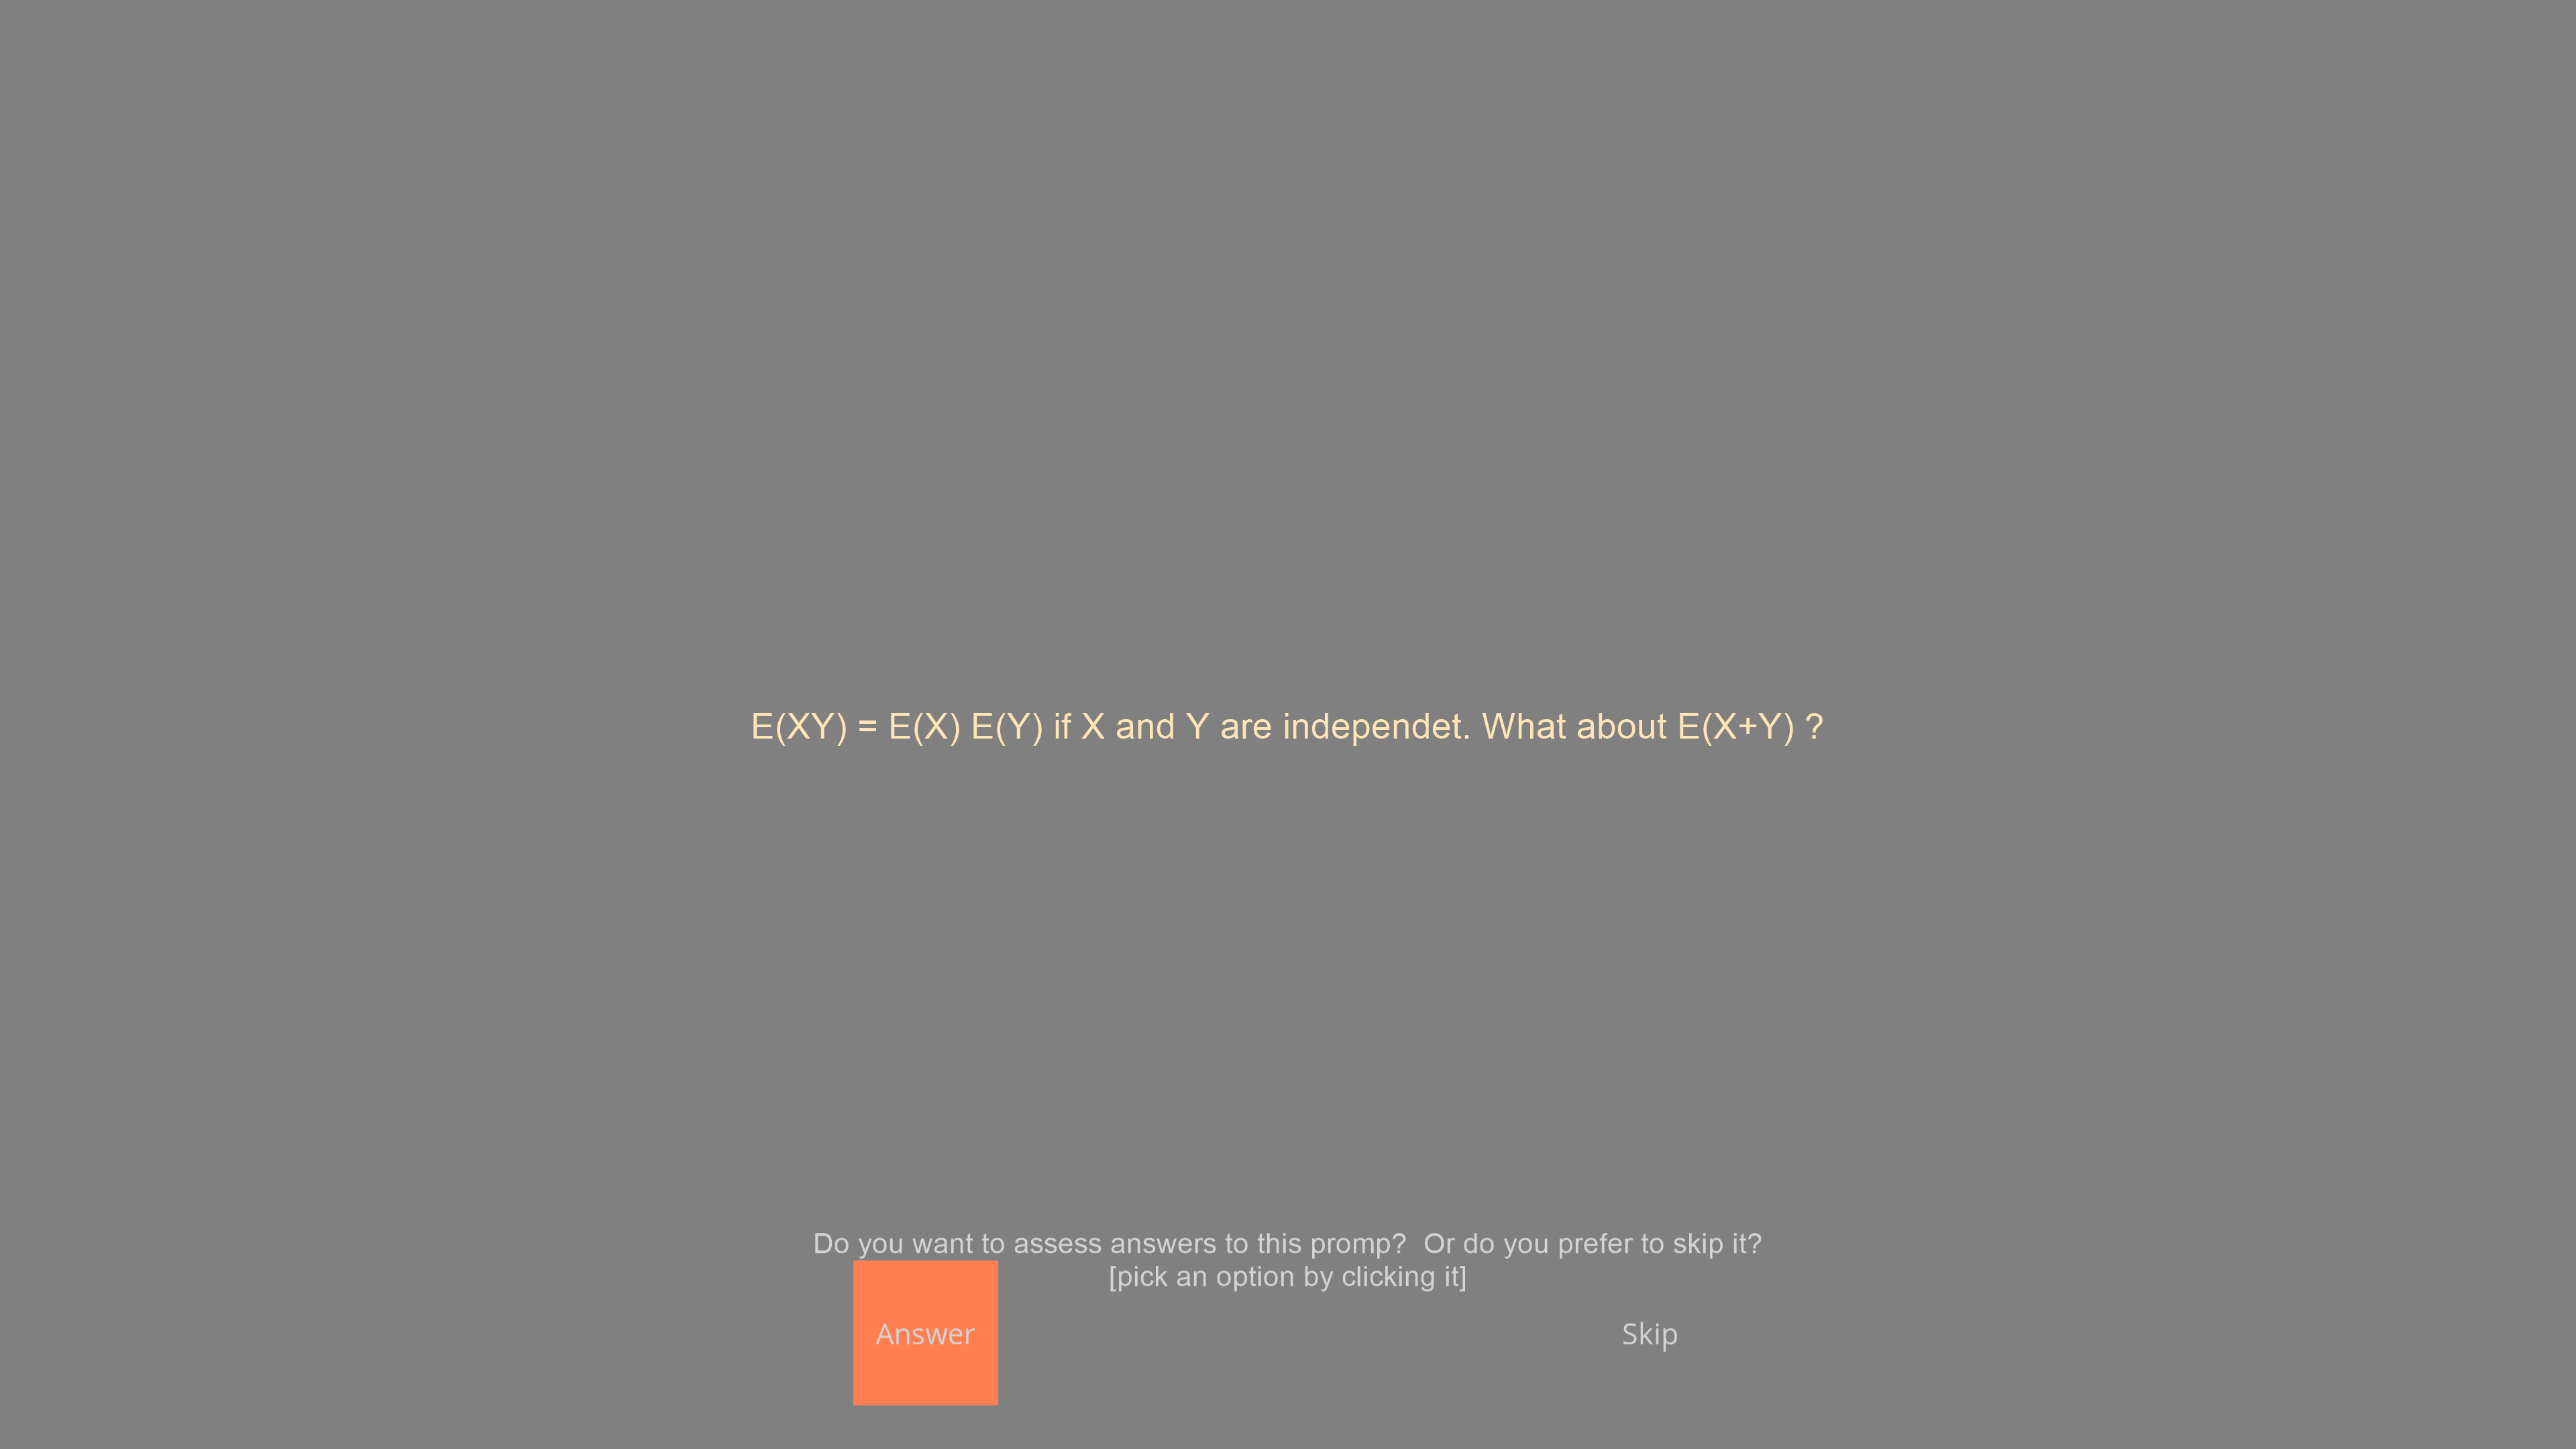 E(XY) = E(X) E(Y) if X and Y are independet. What about E(X+Y) ?
Do you want to assess answers to this promp?  Or do you prefer to skip it?
[pick an option by clicking it]
Answer
Skip